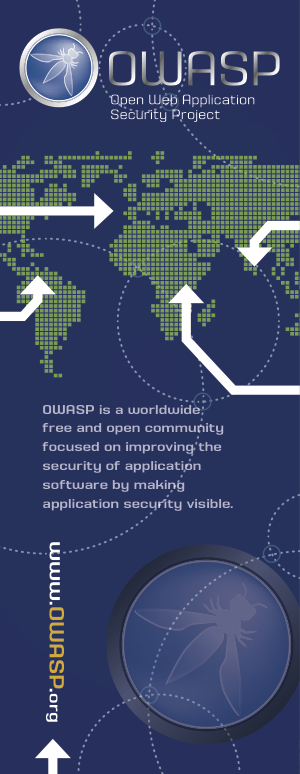 OWASP
Open Web Application
Security Project
OWASP is a worldwide
free and open community
focused on improving the
security of application
software by making
application security visible.
www.OWASP.org